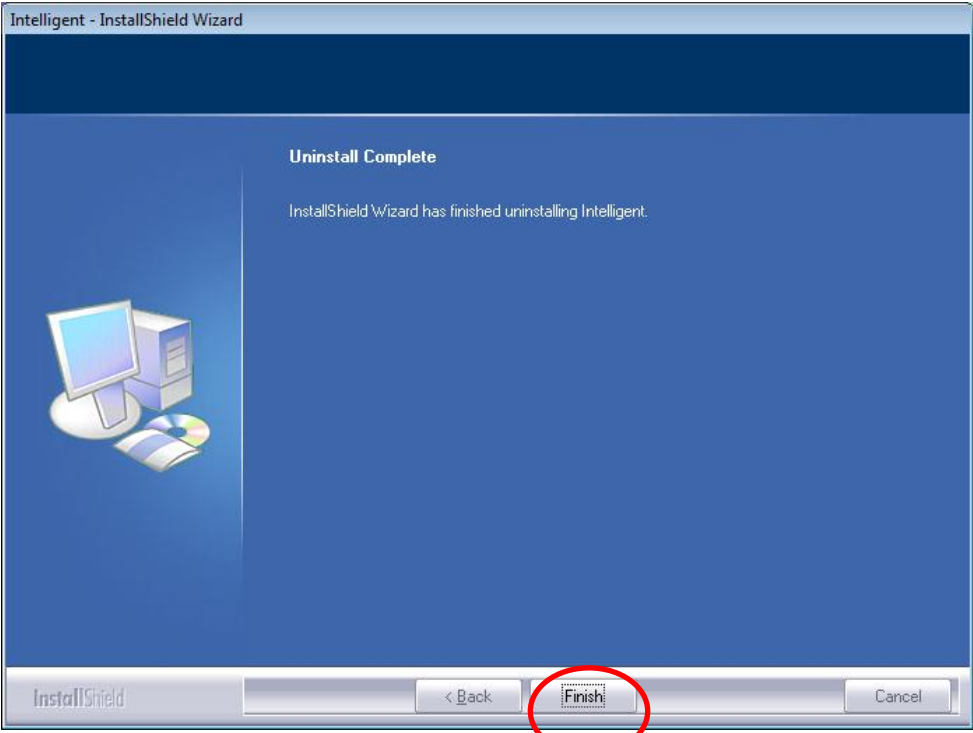 Intelligent - InstallShield Wizard
Uninstall Complete
InstallShield Wizard has finished uninstalling Intelligent.
InstallShield
< Back
Finish
Cancel